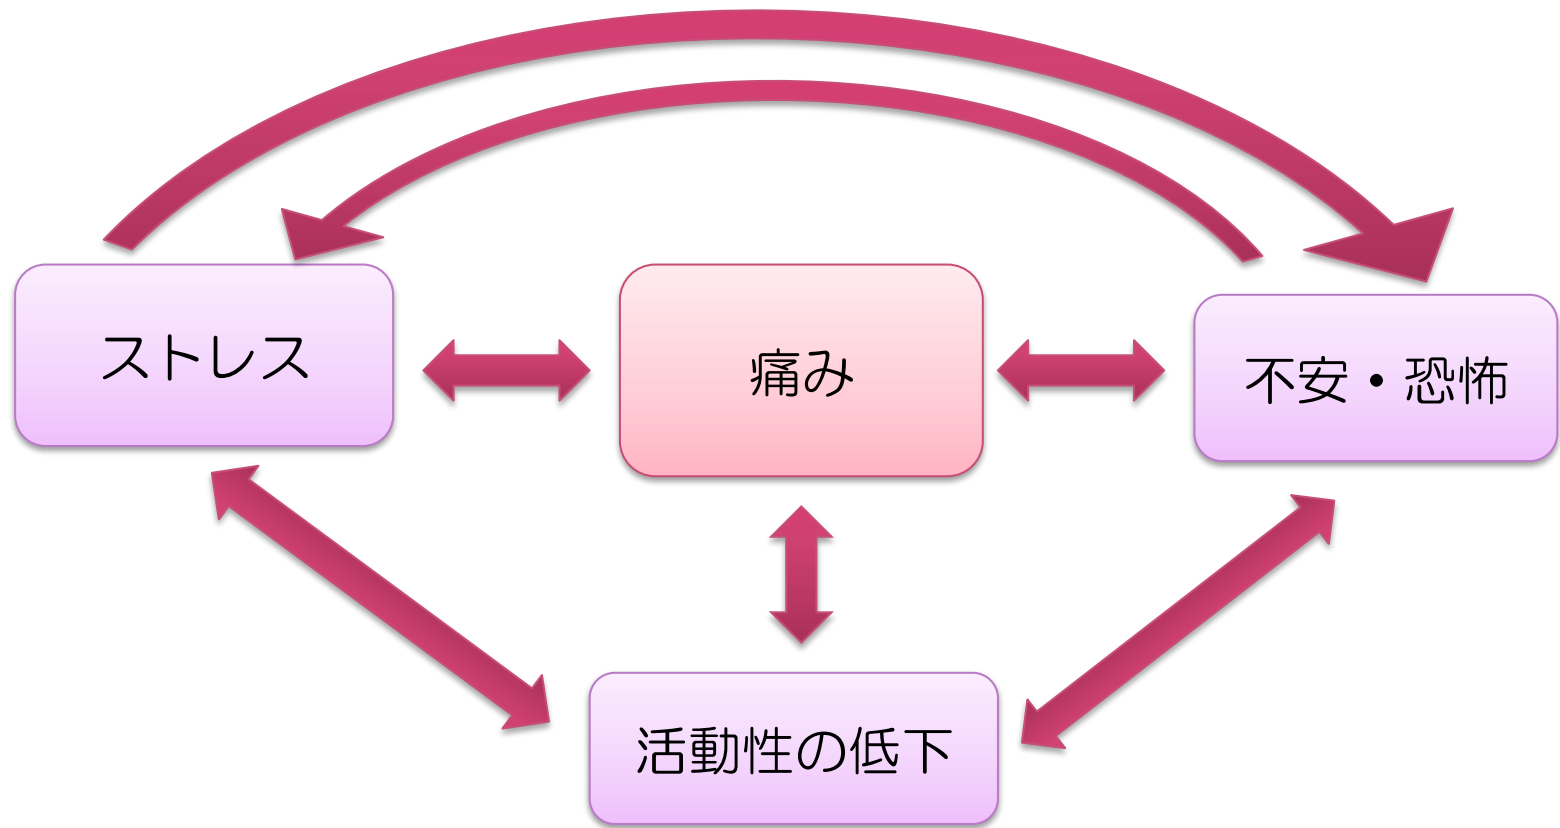 ストレス
痛み
不安・恐怖
活動性の低下